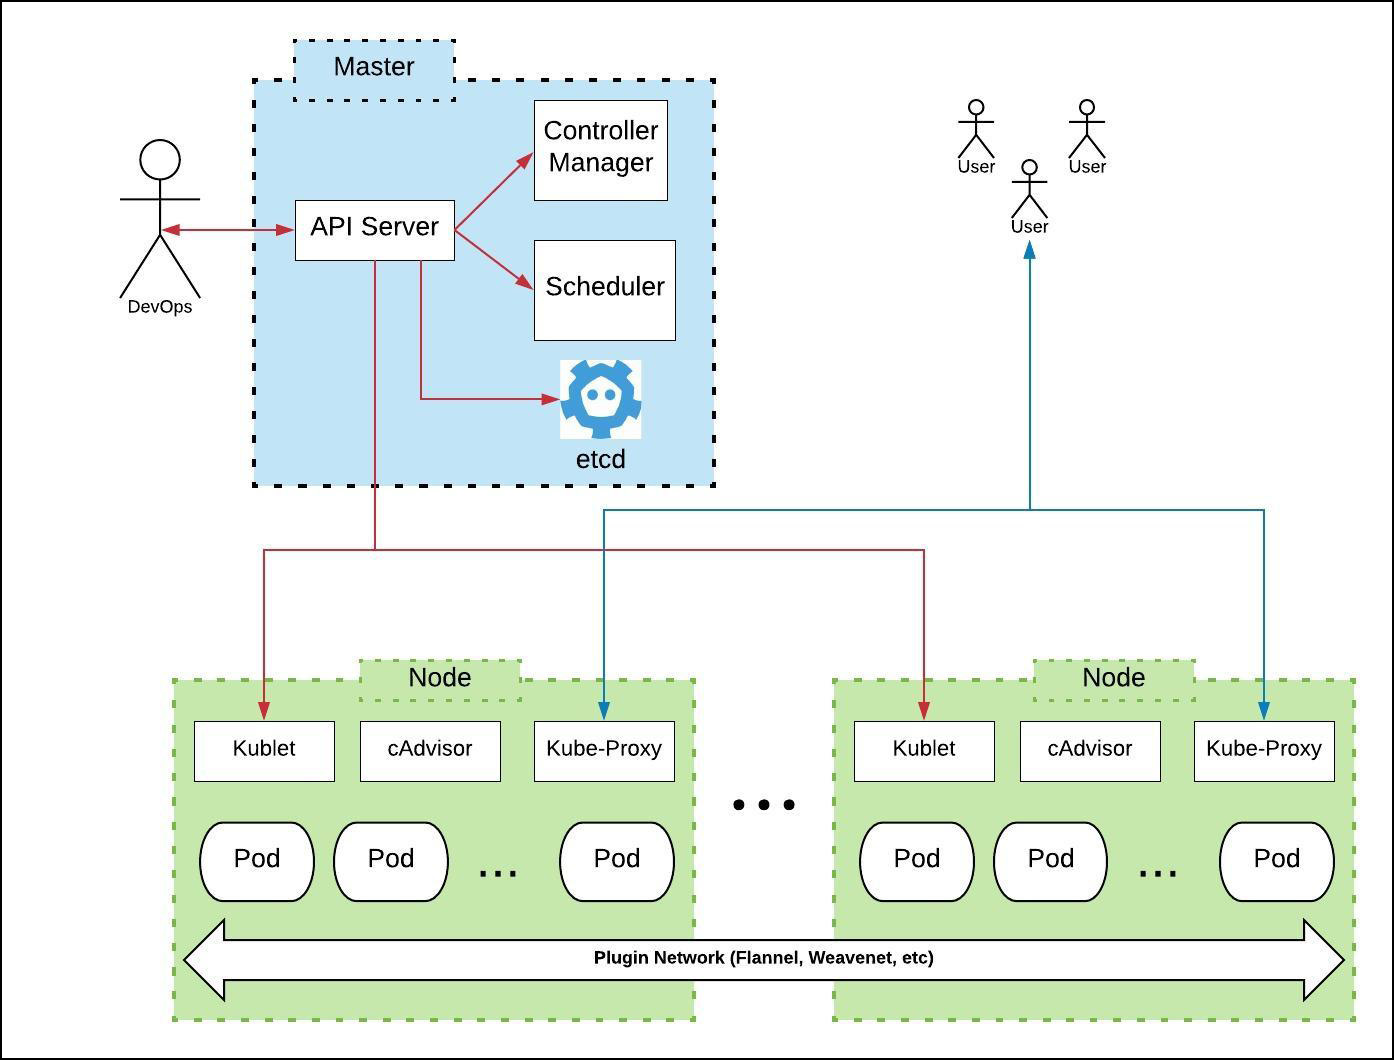 Master
Controller
Manager
API Server
Scheduler
etcd
DevOps
User
User
User
Node
Kublet
cAdvisor
Kube-Proxy
Pod
Pod
...
Pod
...
Node
Kublet
cAdvisor
Kube-Proxy
Pod
Pod
...
Pod
Plugin Network (Flannel, Weavenet, etc)